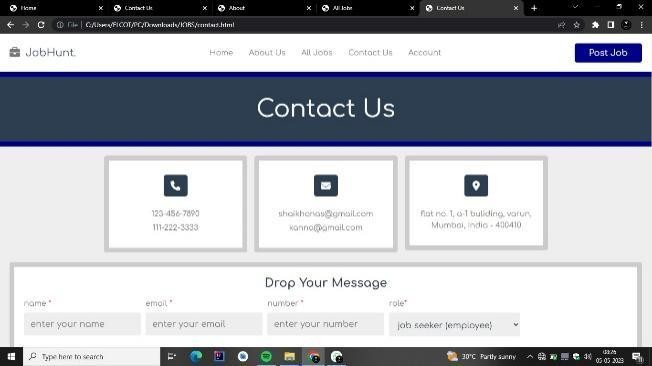 Home Contact Us About All Jobs Contact Us
File | C:/Users/ELCOT/PC/Downloads/JOBS/contact.html
JobHunt. Home About Us All Jobs Contact Us Account Post Job
Contact Us
123-456-7890
111-222-3333
shaikhanas@gmail.com
kanna@gmail.com
flat no. 1, a-1 buliding, varun,
Mumbai, India - 400410
Drop Your Message
name * email * number * role*
enter your name enter your email enter your number job seeker (employee)
Type here to search 30°C Partly sunny 08:26
05-05-2023